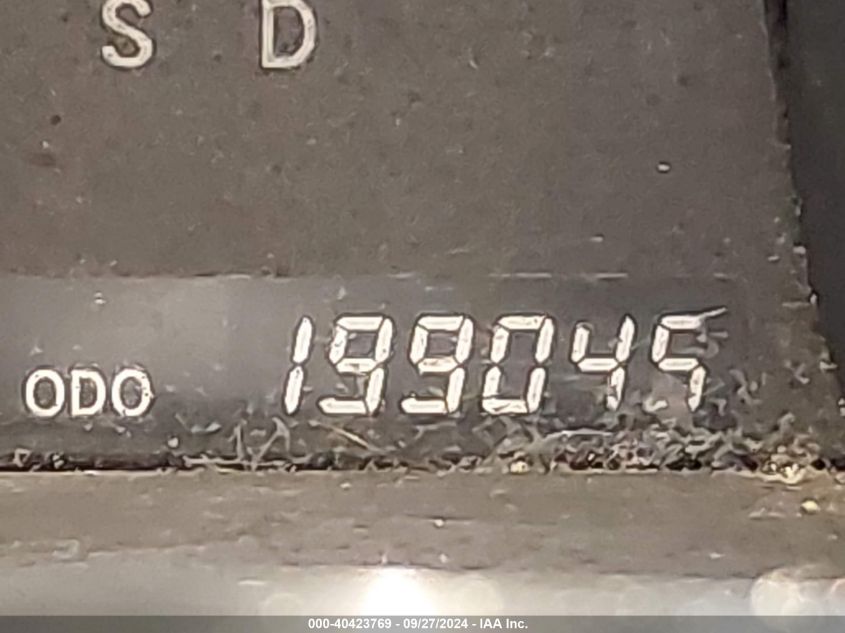 S D
ODO 199045
000-40423769 - 09/27/2024 - IAA Inc.